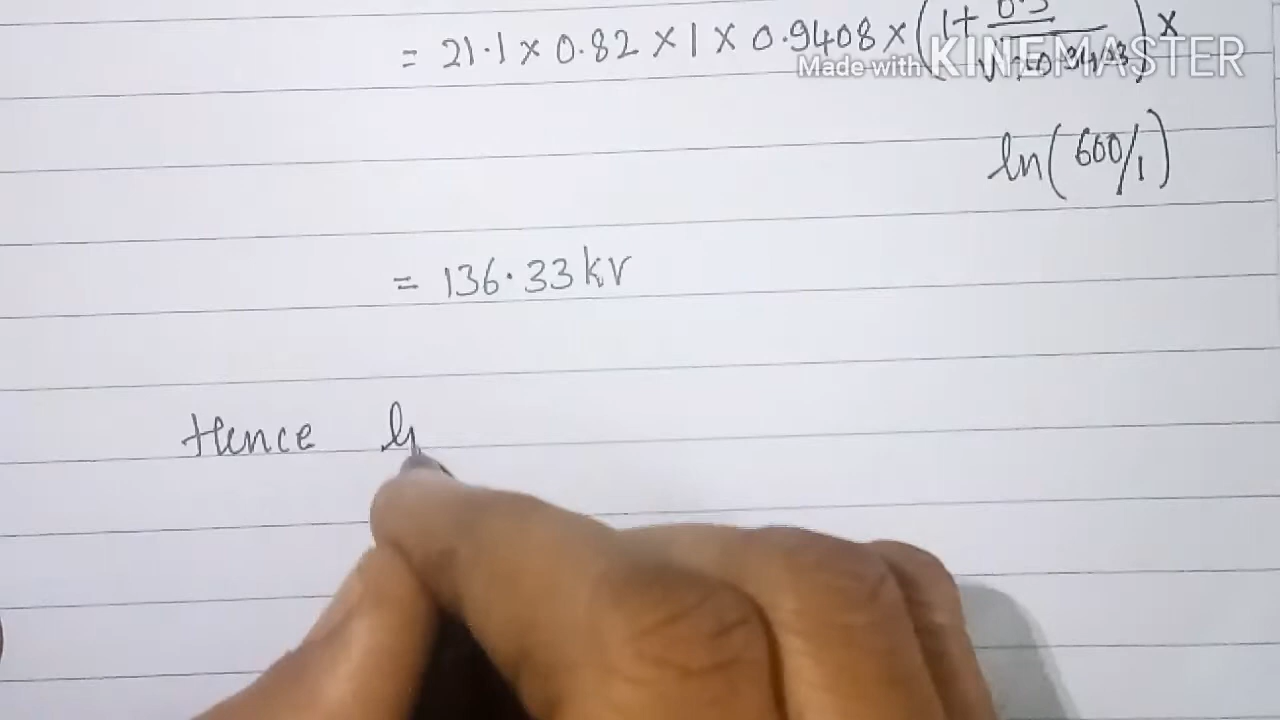 = 21.1 x 0.82 x 1 x 0.9408 x (1+
Made with KINEMASTER
ln(600/1)
= 136.33 kV
Hence